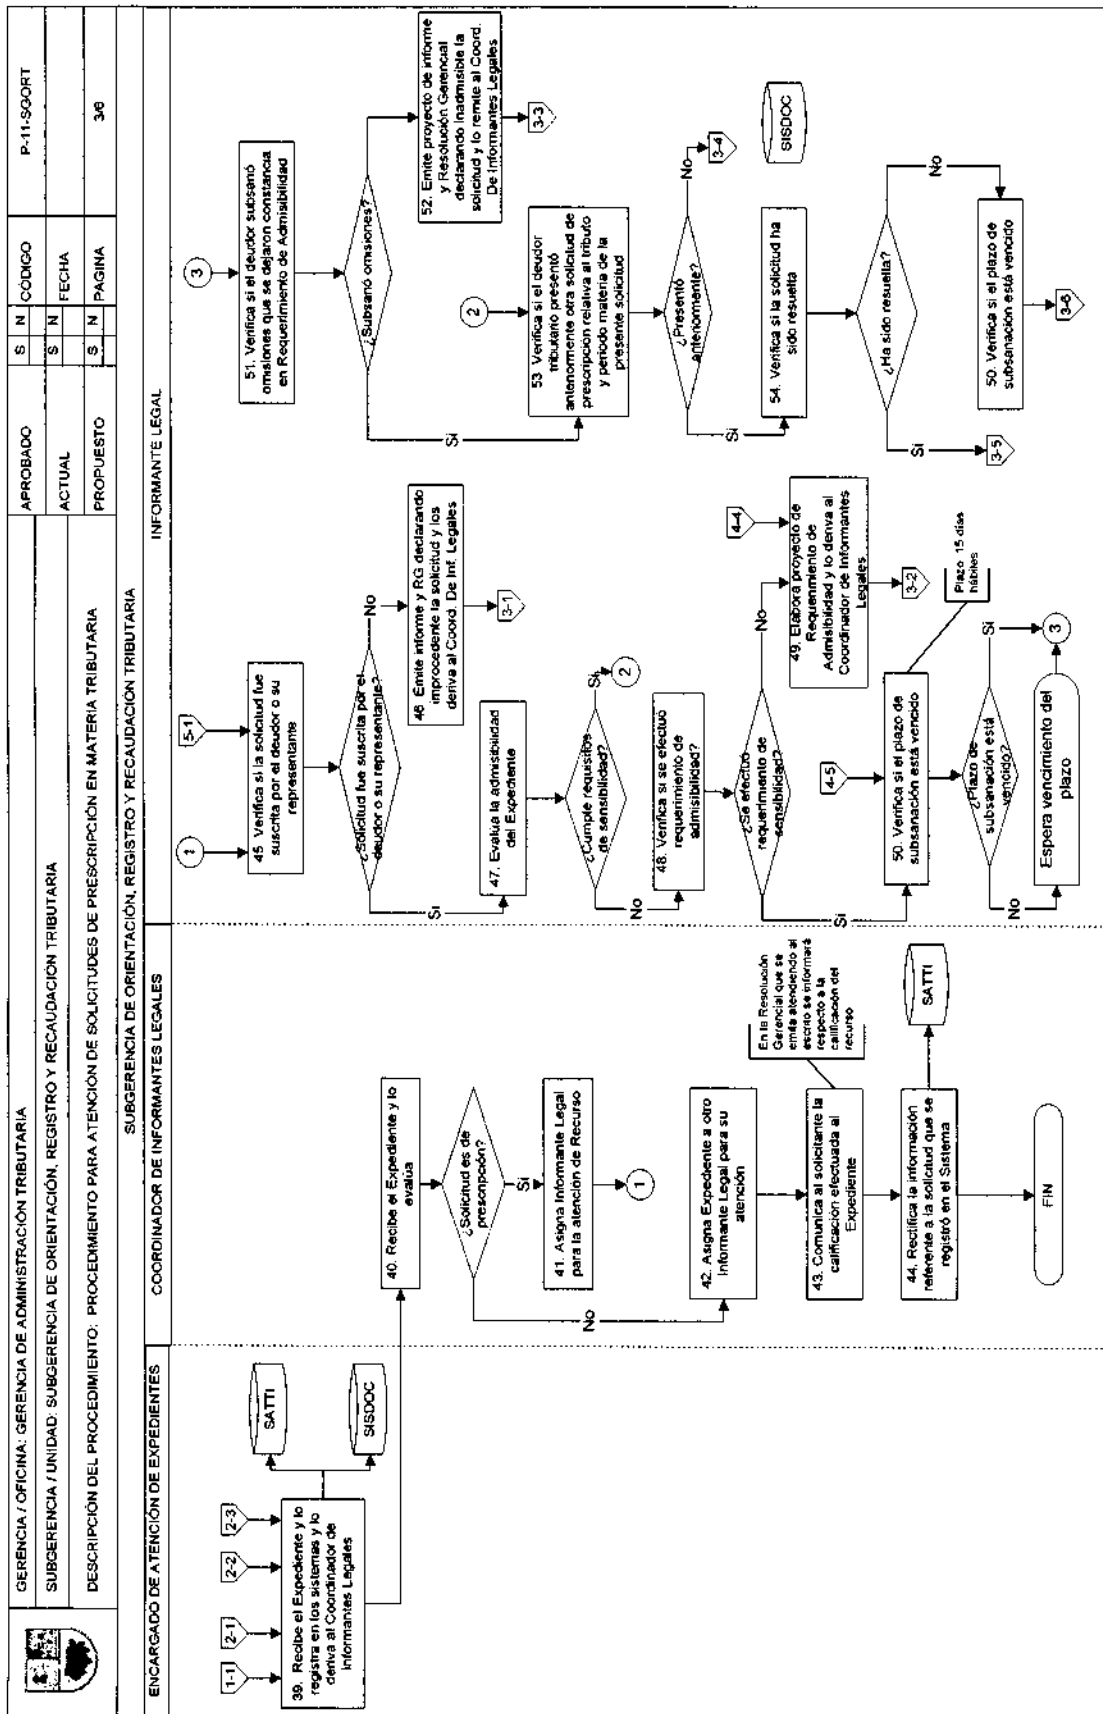 GERENCIA / OFICINA: GERENCIA DE ADMINISTRACIÓN TRIBUTARIA
APROBADO
S
N
CÓDIGO
P-11-SGORT
SUBGERENCIA / UNIDAD: SUBGERENCIA DE ORIENTACIÓN, REGISTRO Y RECAUDACIÓN TRIBUTARIA
ACTUAL
S
N
FECHA
DESCRIPCIÓN DEL PROCEDIMIENTO: PROCEDIMIENTO PARA ATENCIÓN DE SOLICITUDES DE PRESCRIPCIÓN EN MATERIA TRIBUTARIA
PROPUESTO
S
N
PAGINA
3/6
SUBGERENCIA DE ORIENTACIÓN, REGISTRO Y RECAUDACIÓN TRIBUTARIA
ENCARGADO DE ATENCIÓN DE EXPEDIENTES
COORDINADOR DE INFORMANTES LEGALES
INFORMANTE LEGAL
1-1
2-1
2-2
2-3
39. Recibe el Expediente y lo
registra en los sistemas y lo
deriva al Coordinador de
Informantes Legales
SATTI
SISDOC
40. Recibe el Expediente y lo
evalúa
¿Solicitud es de
prescripción?
Si
No
41. Asigna Informante Legal
para la atención de Recurso
1
42. Asigna Expediente a otro
Informante Legal para su
atención
En la Resolución
Gerencial que se
emita atendiendo al
escrito se informará
respecto a la
calificación del
recurso
43. Comunica al solicitante la
calificación efectuada al
Expediente
44. Rectifica la información
referente a la solicitud que se
registró en el Sistema
SATTI
FIN
1
5-1
45. Verifica si la solicitud fue
suscrita por el deudor o su
representante
¿Solicitud fue suscrita por el
deudor o su representante?
Si
No
46. Emite informe y RG declarando
improcedente la solicitud y los
deriva al Coord. De Inf. Legales
3-1
47. Evalúa la admisibilidad
del Expediente
¿Cumple requisitos
de sensibilidad?
Si
2
No
48. Verifica si se efectuó
requerimiento de
admisibilidad?
¿Se efectuó
requerimiento de
sensibilidad?
Si
No
4-4
49. Elabora proyecto de
Requerimiento de
Admisibilidad y lo deriva al
Coordinador de Informantes
Legales
3-2
4-5
50. Verifica si el plazo de
subsanación está vencido
Plazo 15 días
hábiles
¿Plazo de
subsanación está
vencido?
Si
No
Espera vencimiento del
plazo
3
3
51. Verifica si el deudor subsanó
omisiones que se dejaron constancia
en Requerimiento de Admisibilidad
¿Subsanó omisiones?
Si
52. Emite proyecto de informe
y Resolución Gerencial
declarando Inadmisible la
solicitud y lo remite al Coord.
De Informantes Legales
3-3
2
53 Verifica si el deudor
tributario presentó
anteriormente otra solicitud de
prescripción relativa al tributo
y periodo materia de la
presente solicitud
¿Presentó
anteriormente?
Si
No
3-4
54. Verifica si la solicitud ha
sido resuelta
SISDOC
¿Ha sido resuelta?
Si
3-5
No
50. Verifica si el plazo de
subsanación está vencido
3-6